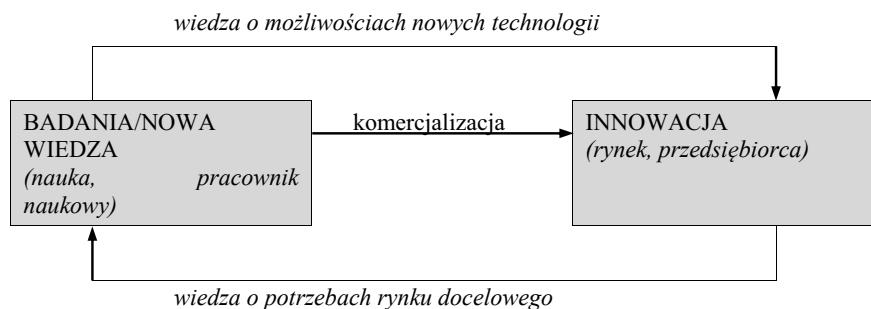 wiedza o możliwościach nowych technologii
BADANIA/NOWA
WIEDZA
(nauka, pracownik
naukowy)
komercjalizacja
INNOWACJA
(rynek, przedsiębiorca)
wiedza o potrzebach rynku docelowego